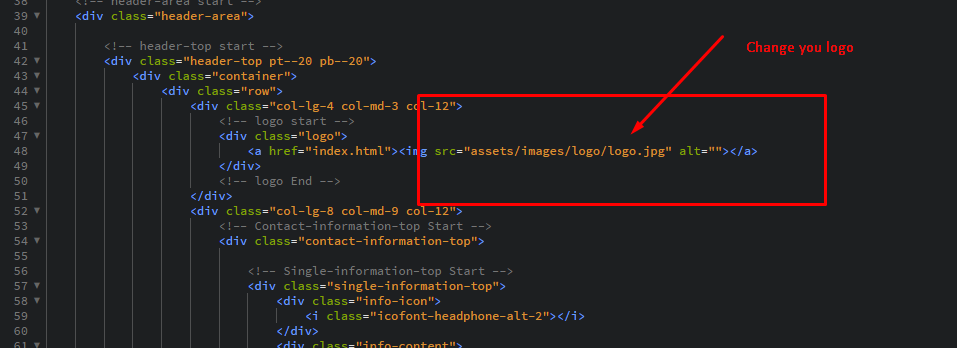 38 <!-- header-area start -->
39 <div class="header-area">
40
41 <!-- header-top start -->
42 <div class="header-top pt--20 pb--20">
43 <div class="container">
44 <div class="row">
45 <div class="col-lg-4 col-md-3 col-12">
46 <!-- logo start -->
47 <div class="logo">
48 <a href="index.html"><img src="assets/images/logo/logo.jpg" alt=""></a>
49 </div>
50 <!-- logo End -->
51 </div>
52 <div class="col-lg-8 col-md-9 col-12">
53 <!-- Contact-information-top Start -->
54 <div class="contact-information-top">
55
56 <!-- Single-information-top Start -->
57 <div class="single-information-top">
58 <div class="info-icon">
59 <i class="icofont-headphone-alt-2"></i>
60 </div>
61 <div class="info-content">
Change you logo